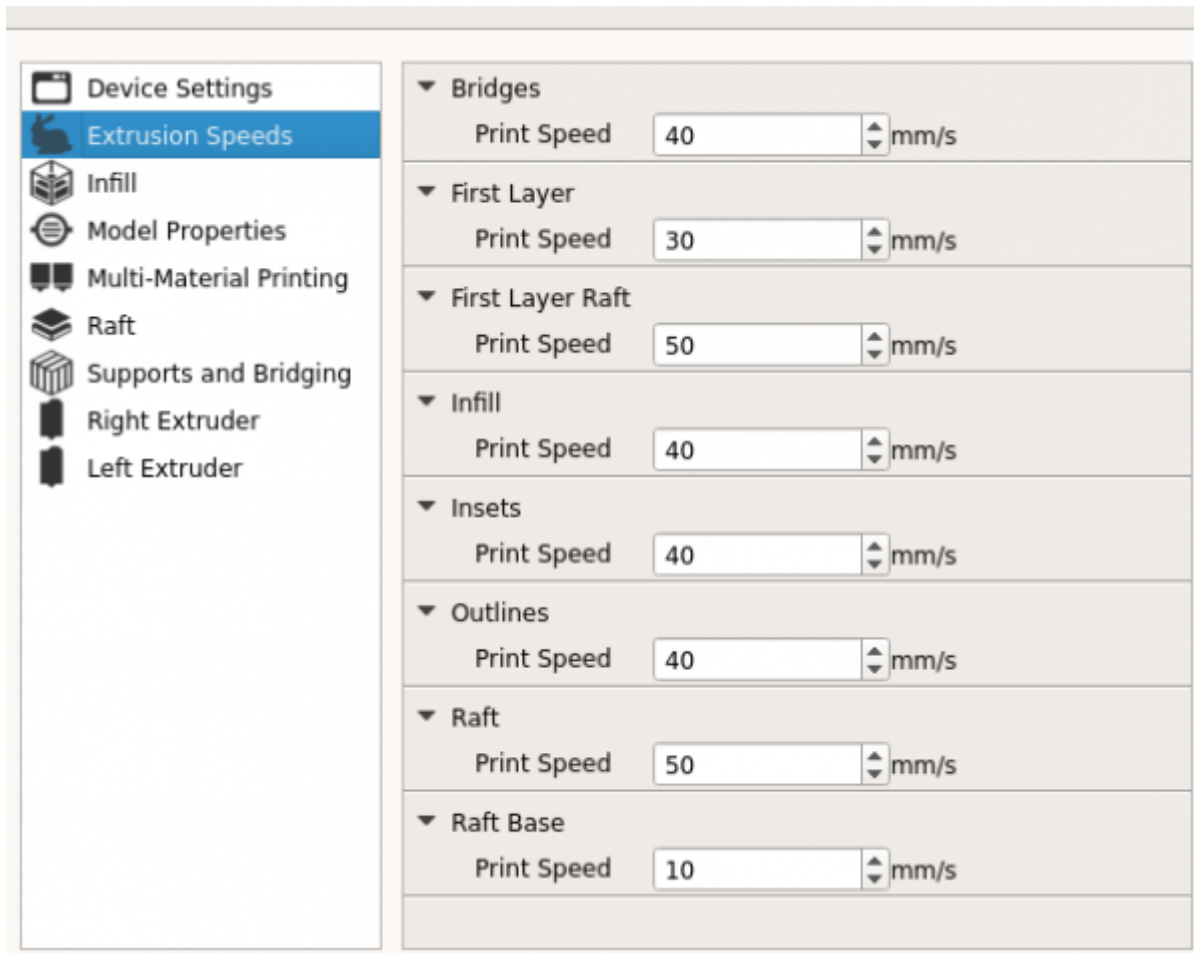 Device Settings
Extrusion Speeds
Infill
Model Properties
Multi-Material Printing
Raft
Supports and Bridging
Right Extruder
Left Extruder
Bridges
Print Speed 40 mm/s
First Layer
Print Speed 30 mm/s
First Layer Raft
Print Speed 50 mm/s
Infill
Print Speed 40 mm/s
Insets
Print Speed 40 mm/s
Outlines
Print Speed 40 mm/s
Raft
Print Speed 50 mm/s
Raft Base
Print Speed 10 mm/s